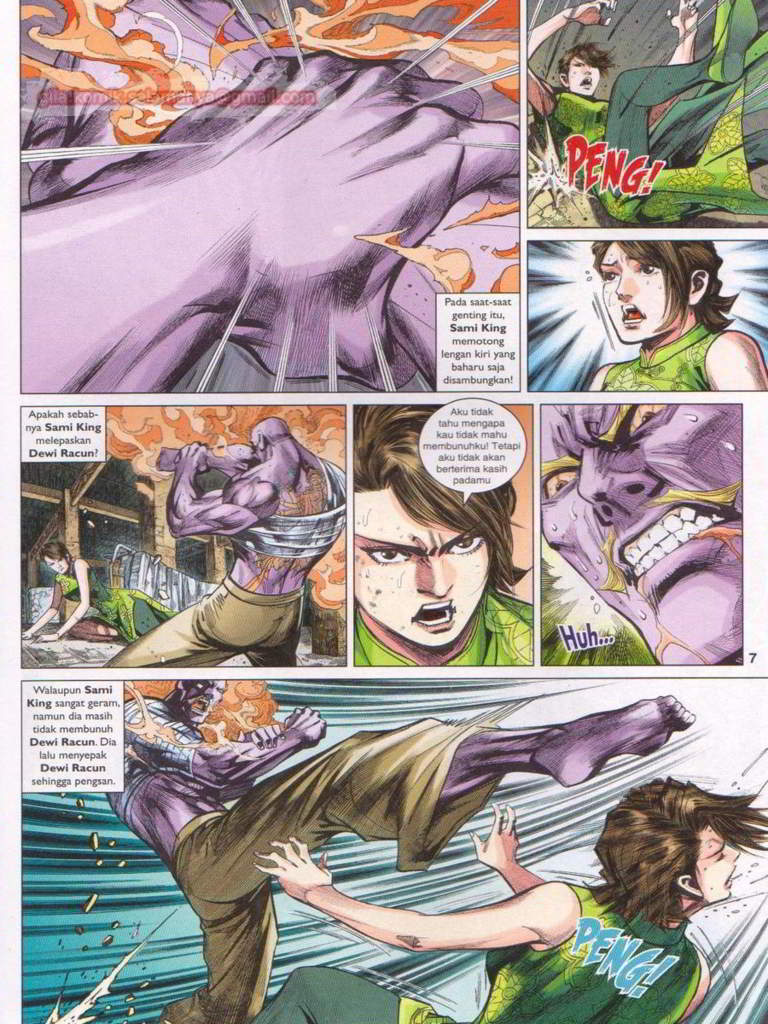 Pada saat-saat
genting itu,
Sami King
memotong
lengan kiri yang
baharu saja
disambungkan!
PENG!
Apakah sebab-
nya Sami King
melepaskan
Dewi Racun?
Aku tidak
tahu mengapa
kau tidak mahu
membunuhku! Tetapi
aku tidak akan
berterima kasih
padamu
Huh...
7
Walaupun Sami
King sangat geram,
namun dia masih
tidak membunuh
Dewi Racun. Dia
lalu menyepak
Dewi Racun
sehingga pengsan.
PENG!